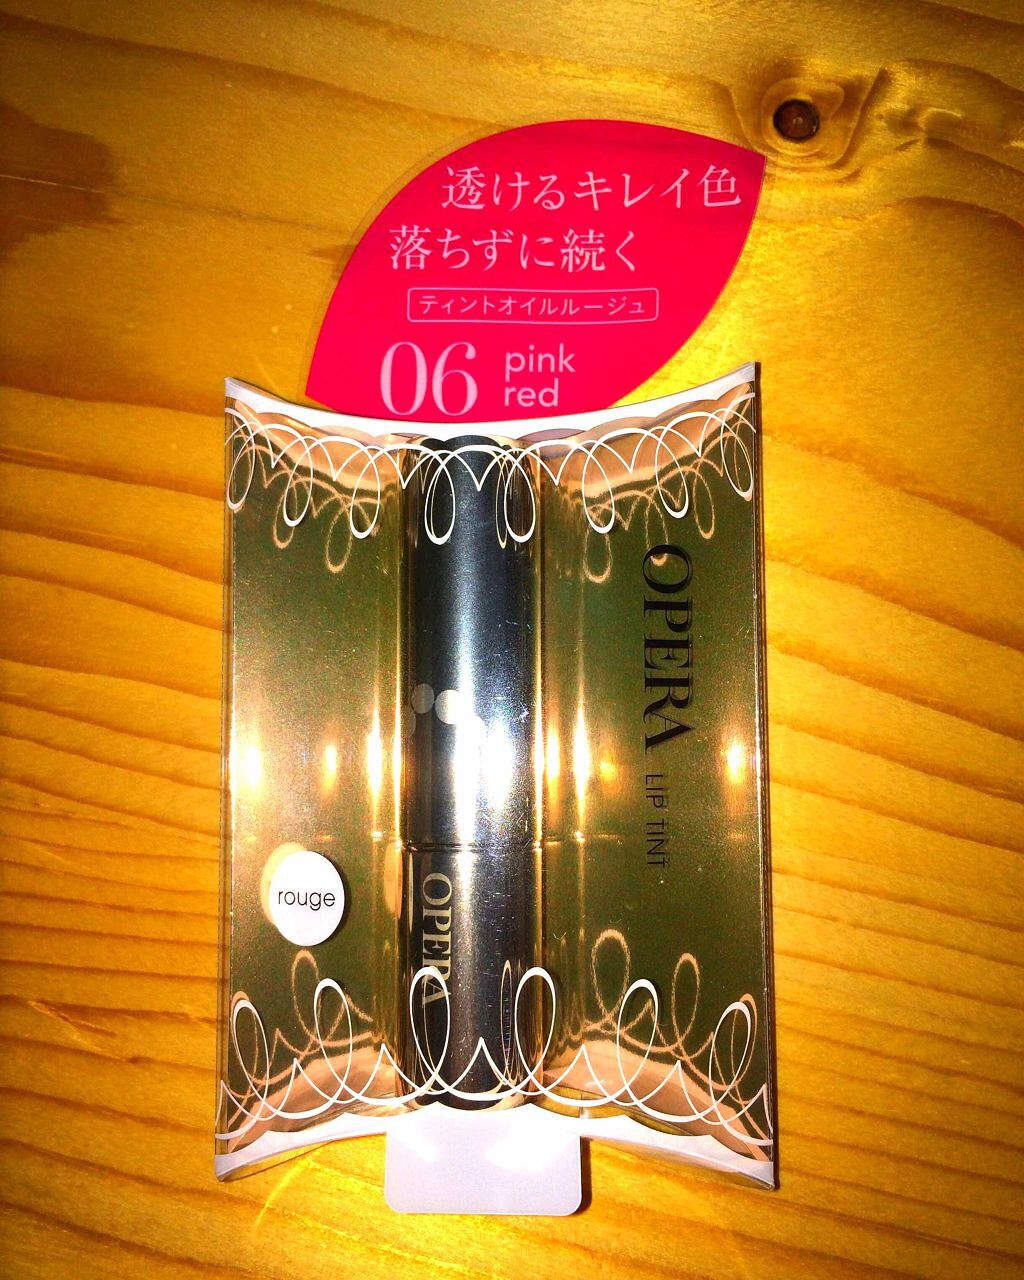 透けるキレイ色
落ちずに続く
ティントオイルルージュ
06 pink red
OPERA LIP TINT
rouge
OPERA